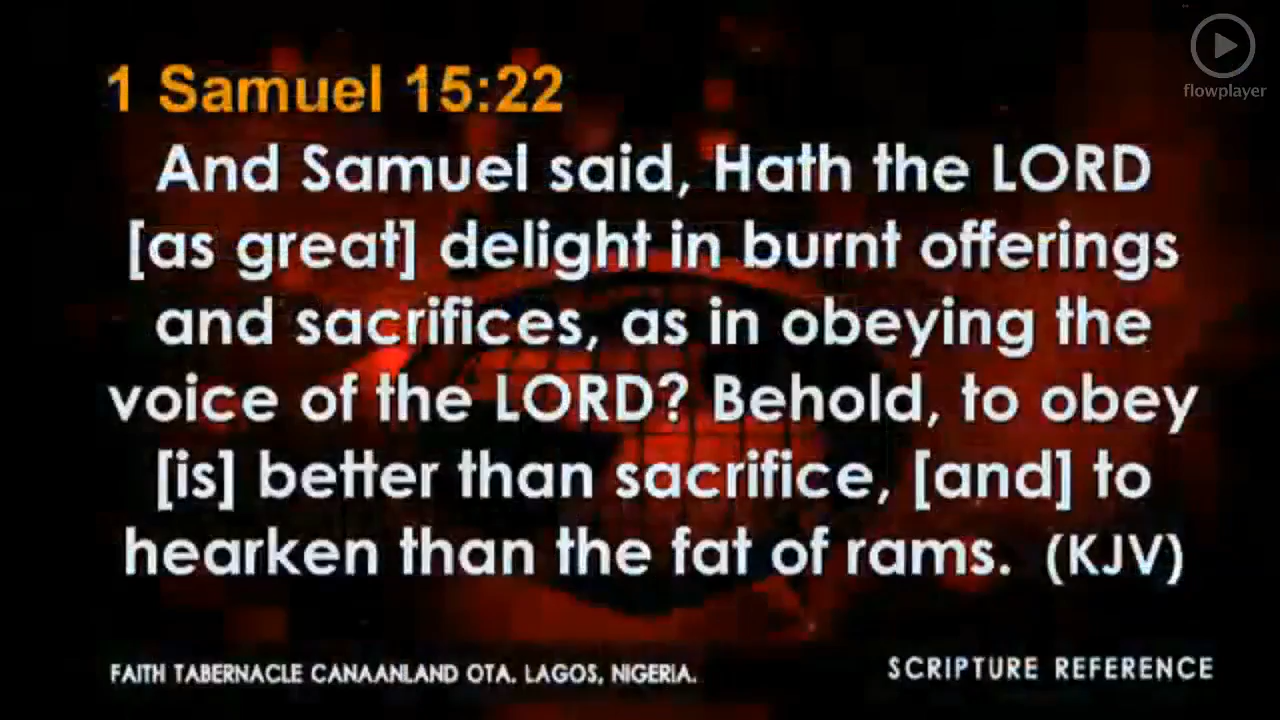 flowplayer
1 Samuel 15:22
And Samuel said, Hath the LORD
[as great] delight in burnt offerings
and sacrifices, as in obeying the
voice of the LORD? Behold, to obey
[is] better than sacrifice, [and] to
hearken than the fat of rams. (KJV)
FAITH TABERNACLE CANAANLAND OTA. LAGOS, NIGERIA.
SCRIPTURE REFERENCE